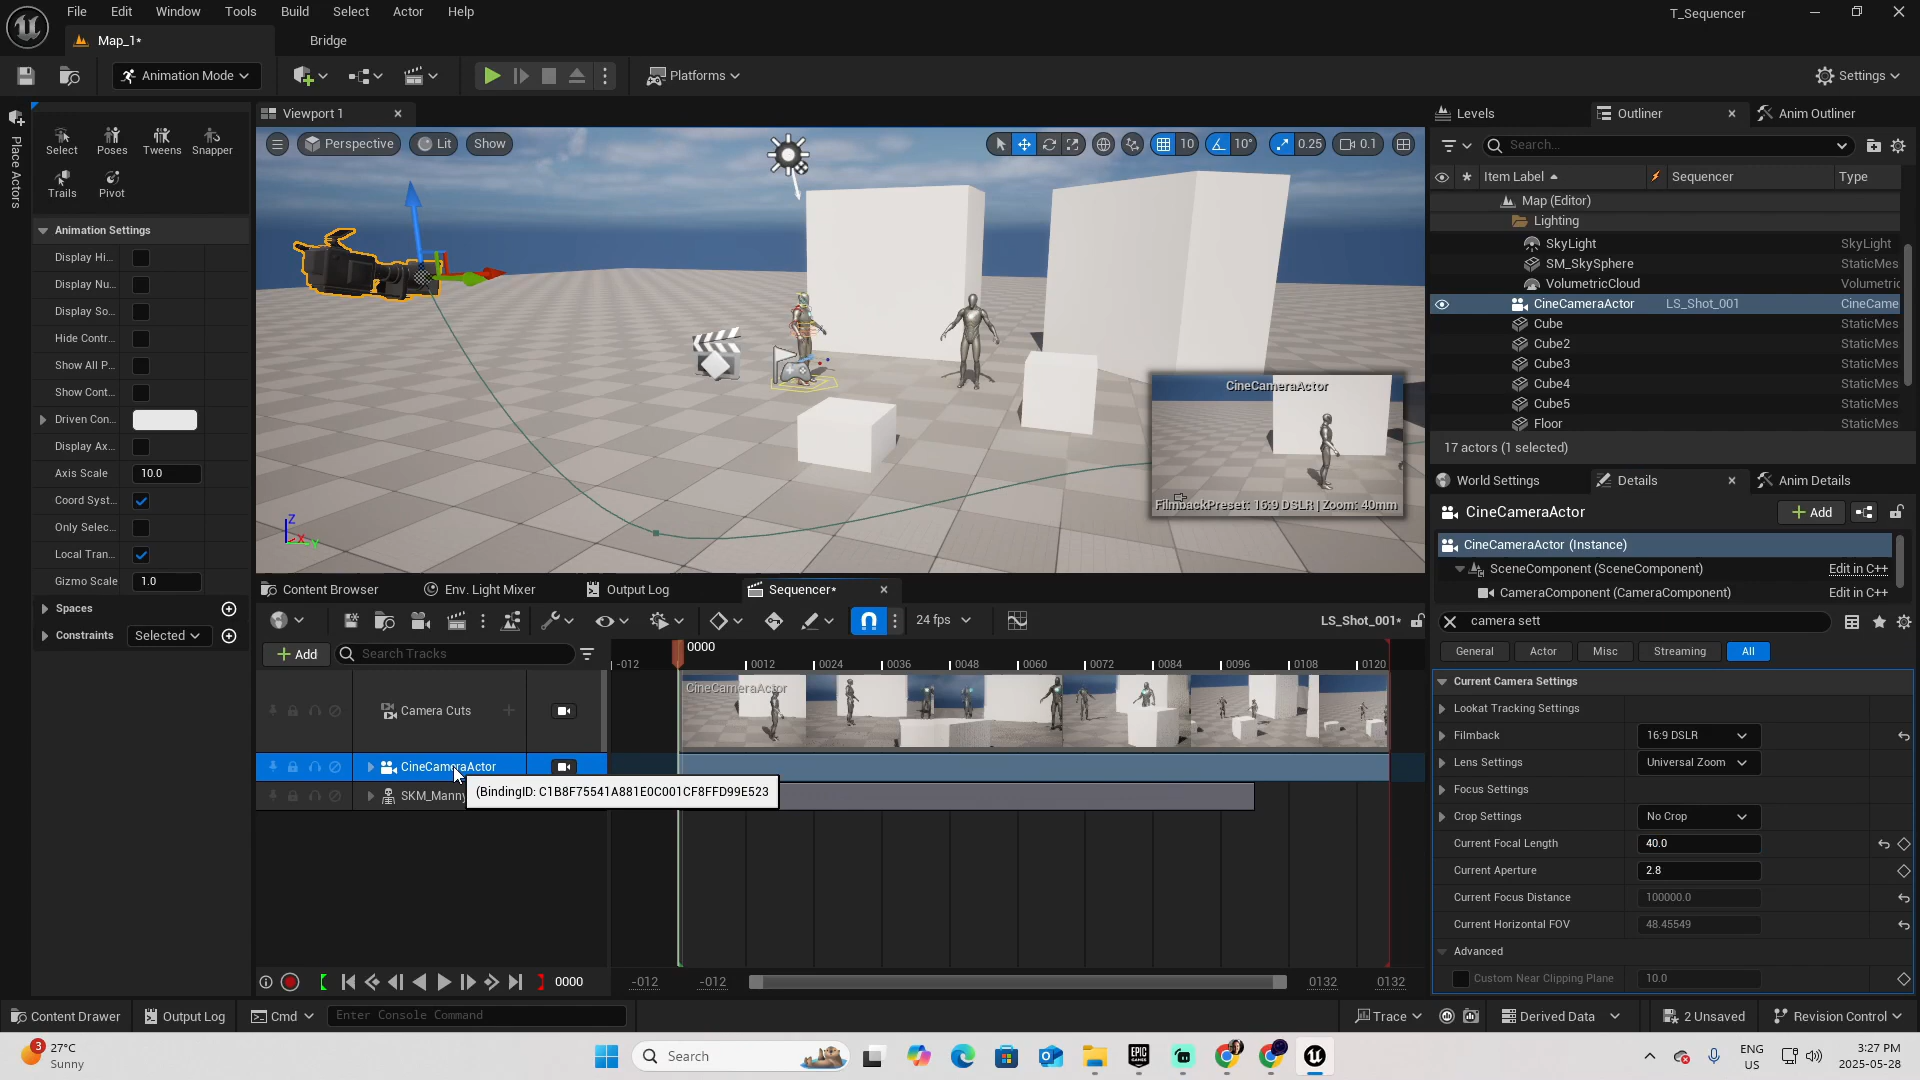 File Edit Window Tools Build Select Actor Help
T_Sequencer
Map_1*
Bridge
Animation Mode
Platforms
Settings
Place Actors
Select Poses Tweens Snapper
Trails Pivot
Animation Settings
Display Hi...
Display Nu...
Display So...
Hide Contr...
Show All P...
Show Cont...
Driven Con...
Display Ax...
Axis Scale 10.0
Coord Syst...
Only Selec...
Local Tran...
Gizmo Scale 1.0
Spaces
Constraints Selected
Viewport 1
Perspective Lit Show
10 10° 0.25 0.1
CineCameraActor
FilmbackPreset: 16:9 DSLR | Zoom: 40mm
Z
X
Y
Levels Outliner Anim Outliner
Search...
Item Label Sequencer Type
Map (Editor)
Lighting
SkyLight SkyLight
SM_SkySphere StaticMes
VolumetricCloud Volumetric
CineCameraActor LS_Shot_001 CineCame
Cube StaticMes
Cube2 StaticMes
Cube3 StaticMes
Cube4 StaticMes
Cube5 StaticMes
Floor StaticMes
17 actors (1 selected)
World Settings Details Anim Details
CineCameraActor
Add
CineCameraActor (Instance)
SceneComponent (SceneComponent) Edit in C++
CameraComponent (CameraComponent) Edit in C++
camera sett
General Actor Misc Streaming All
Current Camera Settings
Lookat Tracking Settings
Filmback 16:9 DSLR
Lens Settings Universal Zoom
Focus Settings
Crop Settings No Crop
Current Focal Length 40.0
Current Aperture 2.8
Current Focus Distance 100000.0
Current Horizontal FOV 48.45549
Advanced
Custom Near Clipping Plane 10.0
Content Browser Env. Light Mixer Output Log Sequencer*
24 fps
LS_Shot_001*
Add
Search Tracks
0000
-012 0012 0024 0036 0048 0060 0072 0084 0096 0108 0120
Camera Cuts
CineCameraActor
CineCameraActor
SKM_Manny
(BindingID: C1B8F75541A881E0C001CF8FFD99E523
0000
-012 -012 0132 0132
Content Drawer Output Log Cmd Enter Console Command
Trace Derived Data 2 Unsaved Revision Control
3
27°C
Sunny
Search
EPIC
GAMES
ENG
US
3:27 PM
2025-05-28